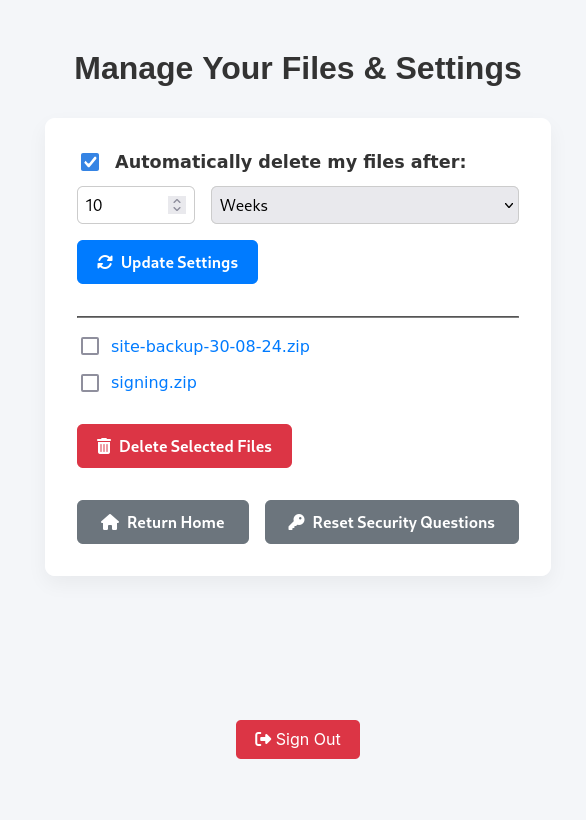 Manage Your Files & Settings
Automatically delete my files after:
10 Weeks
Update Settings
site-backup-30-08-24.zip
signing.zip
Delete Selected Files
Return Home Reset Security Questions
Sign Out